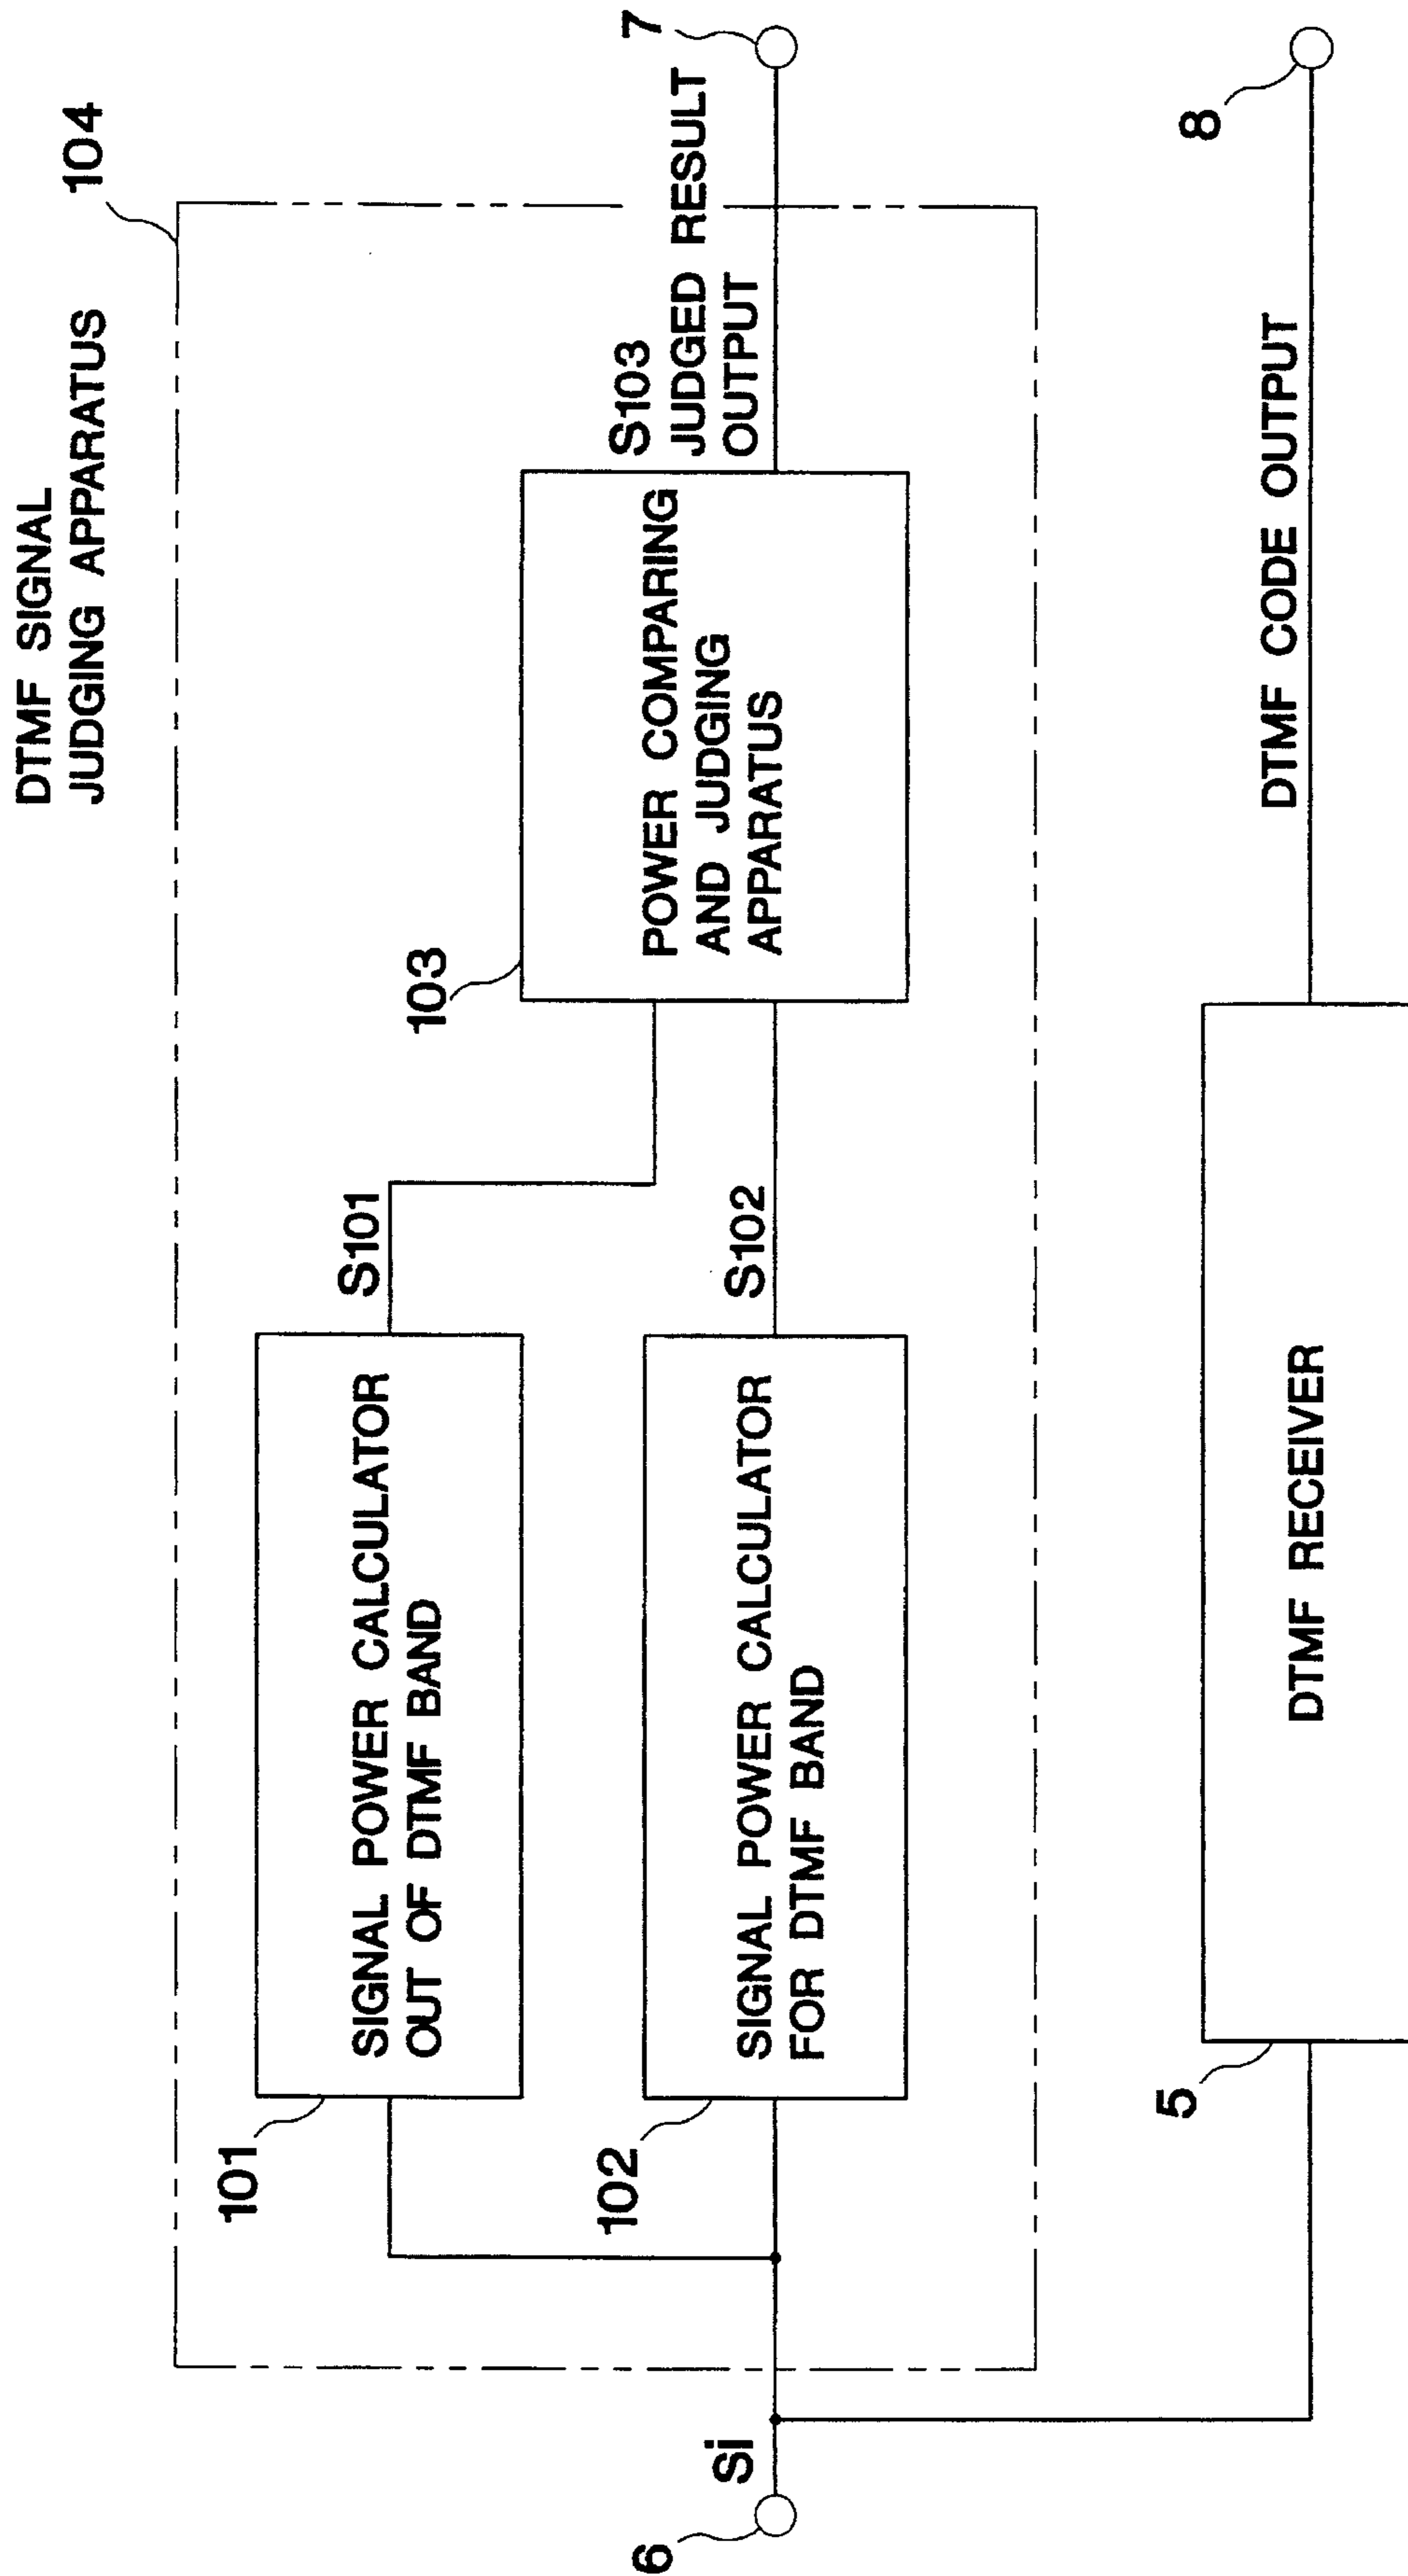 DTMF SIGNAL
JUDGING APPARATUS
104
101
SIGNAL POWER CALCULATOR
OUT OF DTMF BAND
S101
102
SIGNAL POWER CALCULATOR
FOR DTMF BAND
S102
103
POWER COMPARING
AND JUDGING
APPARATUS
S103
JUDGED RESULT
OUTPUT
7
6
Si
5
DTMF RECEIVER
DTMF CODE OUTPUT
8